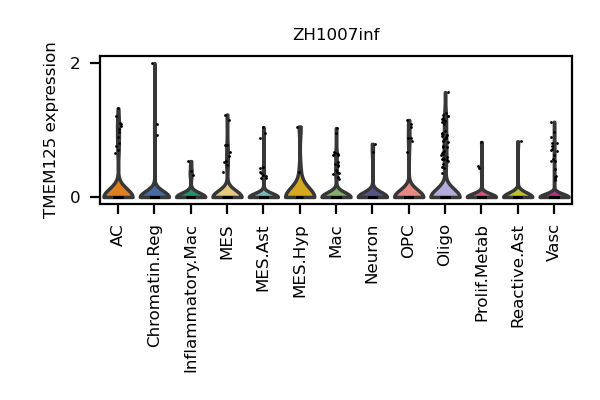 ZH1007inf
TMEM125 expression
2
0
AC
Chromatin.Reg
Inflammatory.Mac
MES
MES.Ast
MES.Hyp
Mac
Neuron
OPC
Oligo
Prolif.Metab
Reactive.Ast
Vasc